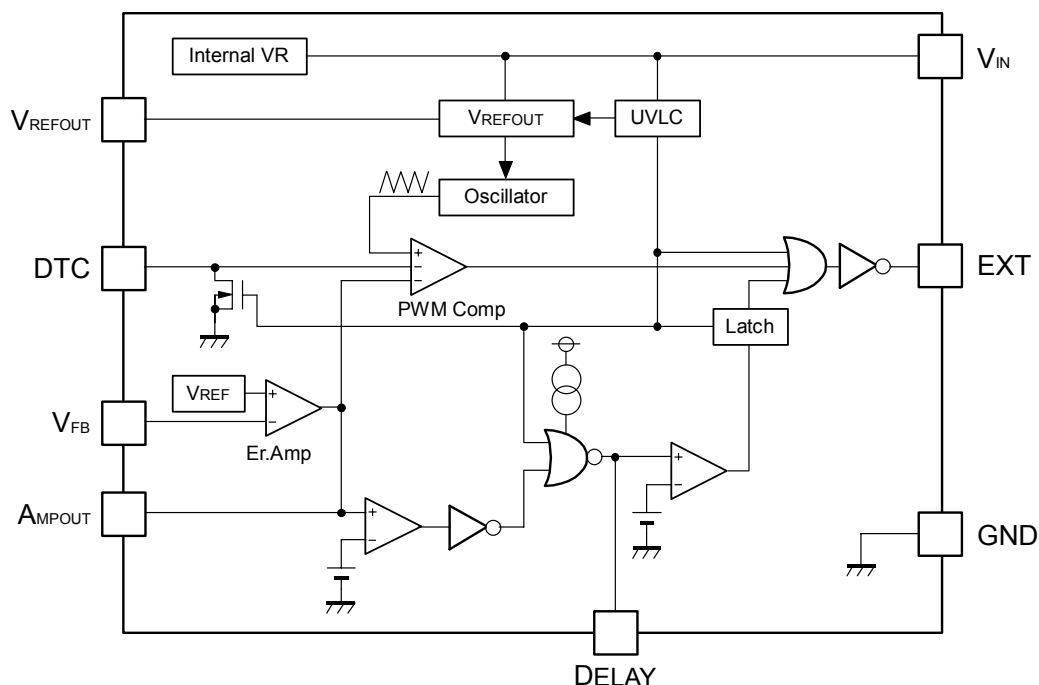 Internal VR
VIN
VREFOUT
VREFOUT
UVLC
Oscillator
+
−
−
DTC
EXT
PWM Comp
Latch
VREF
+
−
VFB
Er.Amp
+
−
AMPOUT
+
−
GND
DELAY